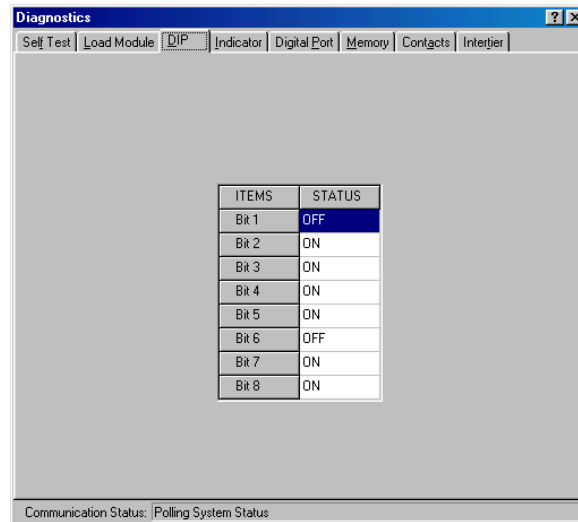 Diagnostics
Self Test Load Module DIP Indicator Digital Port Memory Contacts Intertier
ITEMS STATUS
Bit 1 OFF
Bit 2 ON
Bit 3 ON
Bit 4 ON
Bit 5 ON
Bit 6 OFF
Bit 7 ON
Bit 8 ON
Communication Status: Polling System Status